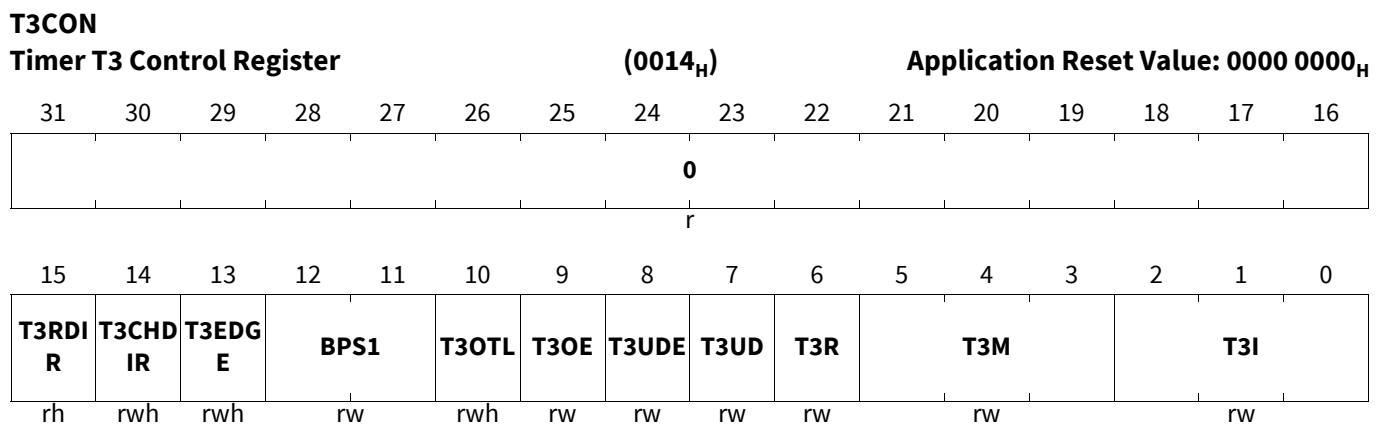 T3CON
Timer T3 Control Register (0014H) Application Reset Value: 0000 0000H
31 30 29 28 27 26 25 24 23 22 21 20 19 18 17 16
0
r
15 14 13 12 11 10 9 8 7 6 5 4 3 2 1 0
T3RDI T3CHD T3EDG BPS1 T3OTL T3OE T3UDE T3UD T3R T3M T3I
R IR E
rh rwh rwh rw rwh rw rw rw rw rw rw